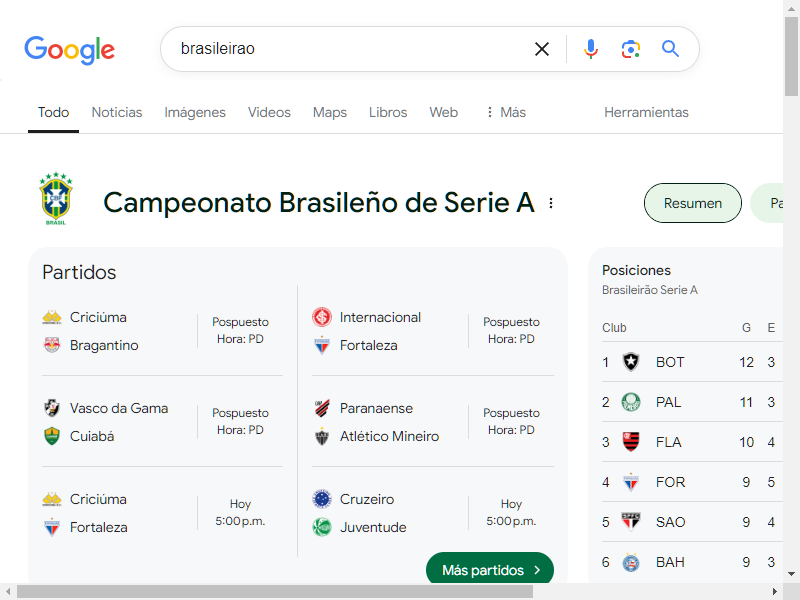 Google
brasileirao
Todo Noticias Imágenes Videos Maps Libros Web Más Herramientas
CBF
BRASIL
Campeonato Brasileño de Serie A
Resumen
Pa
Partidos
Criciúma
Bragantino
Pospuesto
Hora: PD
Internacional
Fortaleza
Pospuesto
Hora: PD
Vasco da Gama
Cuiabá
Pospuesto
Hora: PD
Paranaense
Atlético Mineiro
Pospuesto
Hora: PD
Criciúma
Fortaleza
Hoy
5:00 p.m.
Cruzeiro
Juventude
Hoy
5:00 p.m.
Más partidos
Posiciones
Brasileirão Serie A
Club G E
1 BOT 12 3
2 PAL 11 3
3 FLA 10 4
4 FOR 9 5
5 SAO 9 4
6 BAH 9 3